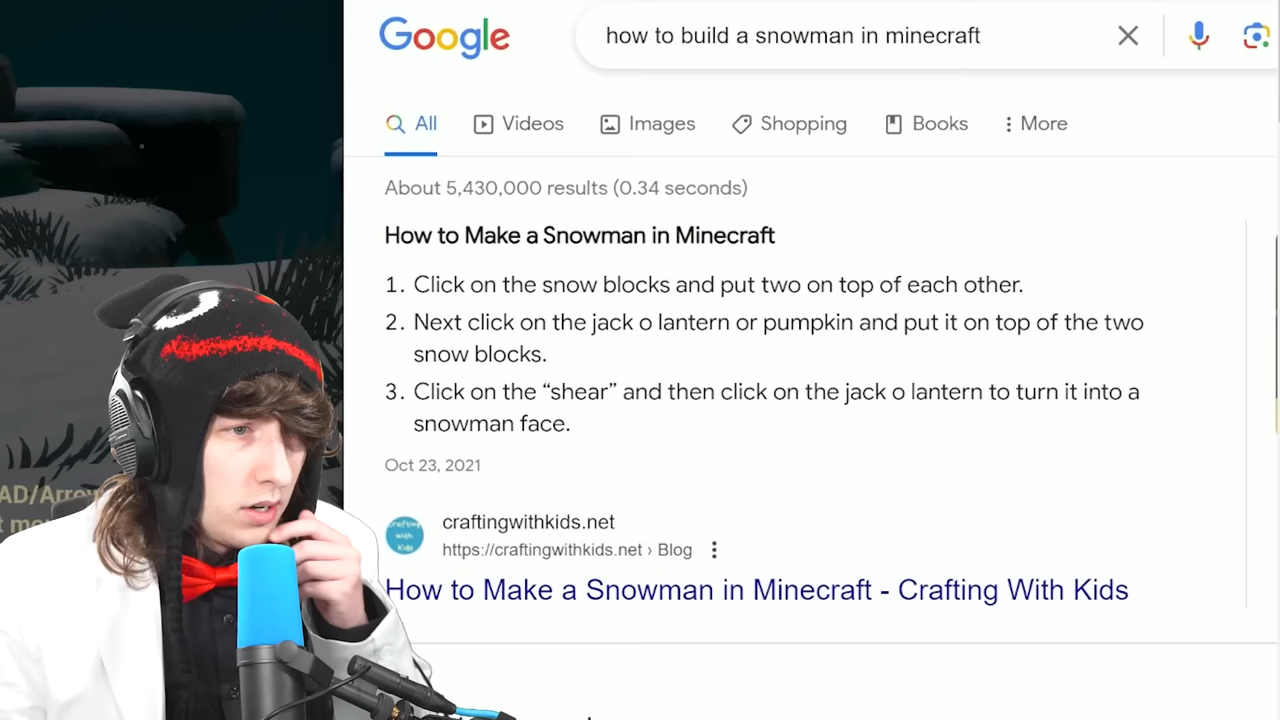 Google
how to build a snowman in minecraft
All
Videos
Images
Shopping
Books
More
About 5,430,000 results (0.34 seconds)
How to Make a Snowman in Minecraft
1. Click on the snow blocks and put two on top of each other.
2. Next click on the jack o lantern or pumpkin and put it on top of the two
snow blocks.
3. Click on the “shear” and then click on the jack o lantern to turn it into a
snowman face.
Oct 23, 2021
crafting
with
Kids
craftingwithkids.net
https://craftingwithkids.net › Blog
How to Make a Snowman in Minecraft - Crafting With Kids